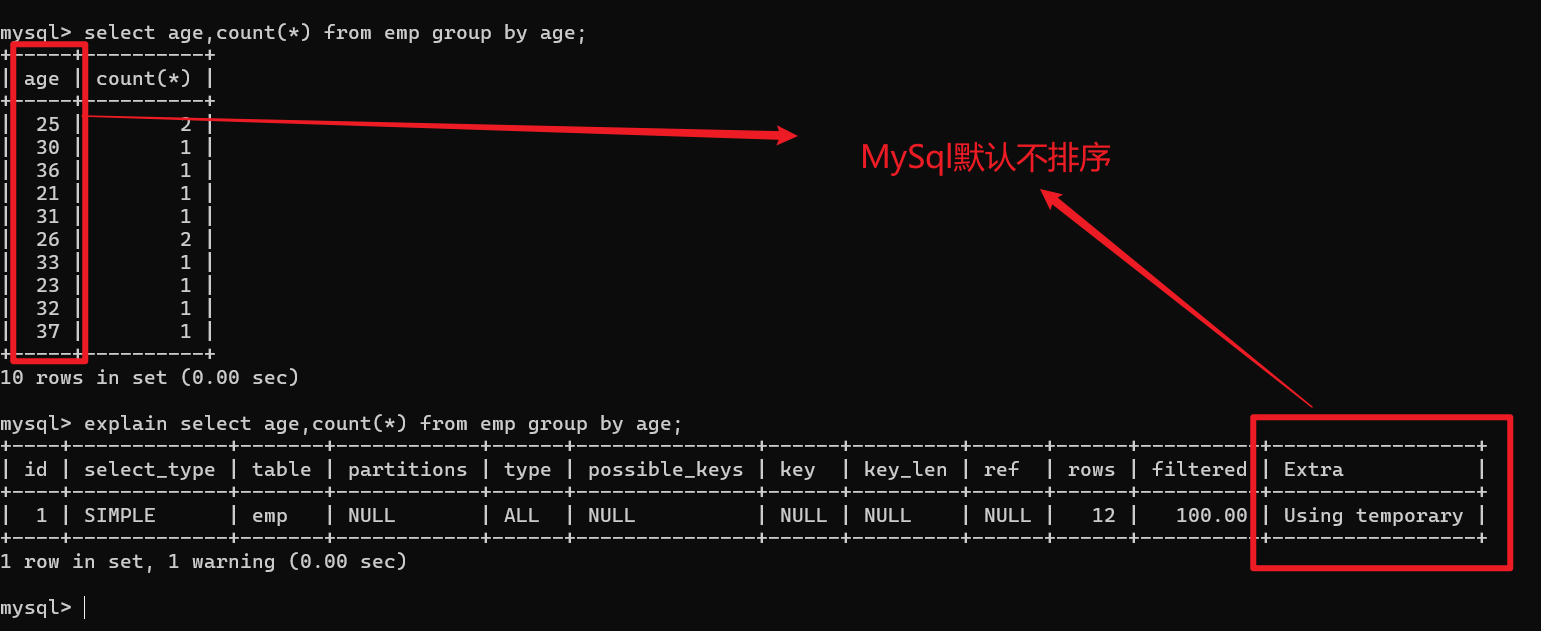 mysql> select age,count(*) from emp group by age;
+-----+----------+
| age | count(*) |
+-----+----------+
|  25 |        2 |
|  30 |        1 |
|  36 |        1 |
|  21 |        1 |
|  31 |        1 |
|  26 |        2 |
|  33 |        1 |
|  23 |        1 |
|  32 |        1 |
|  37 |        1 |
+-----+----------+
10 rows in set (0.00 sec)
MySql默认不排序
mysql> explain select age,count(*) from emp group by age;
+----+-------------+-------+------------+------+---------------+------+---------+------+------+----------+-----------------+
| id | select_type | table | partitions | type | possible_keys | key  | key_len | ref  | rows | filtered | Extra           |
+----+-------------+-------+------------+------+---------------+------+---------+------+------+----------+-----------------+
|  1 | SIMPLE      | emp   | NULL       | ALL  | NULL          | NULL | NULL    | NULL |   12 |   100.00 | Using temporary |
+----+-------------+-------+------------+------+---------------+------+---------+------+------+----------+-----------------+
1 row in set, 1 warning (0.00 sec)
mysql>